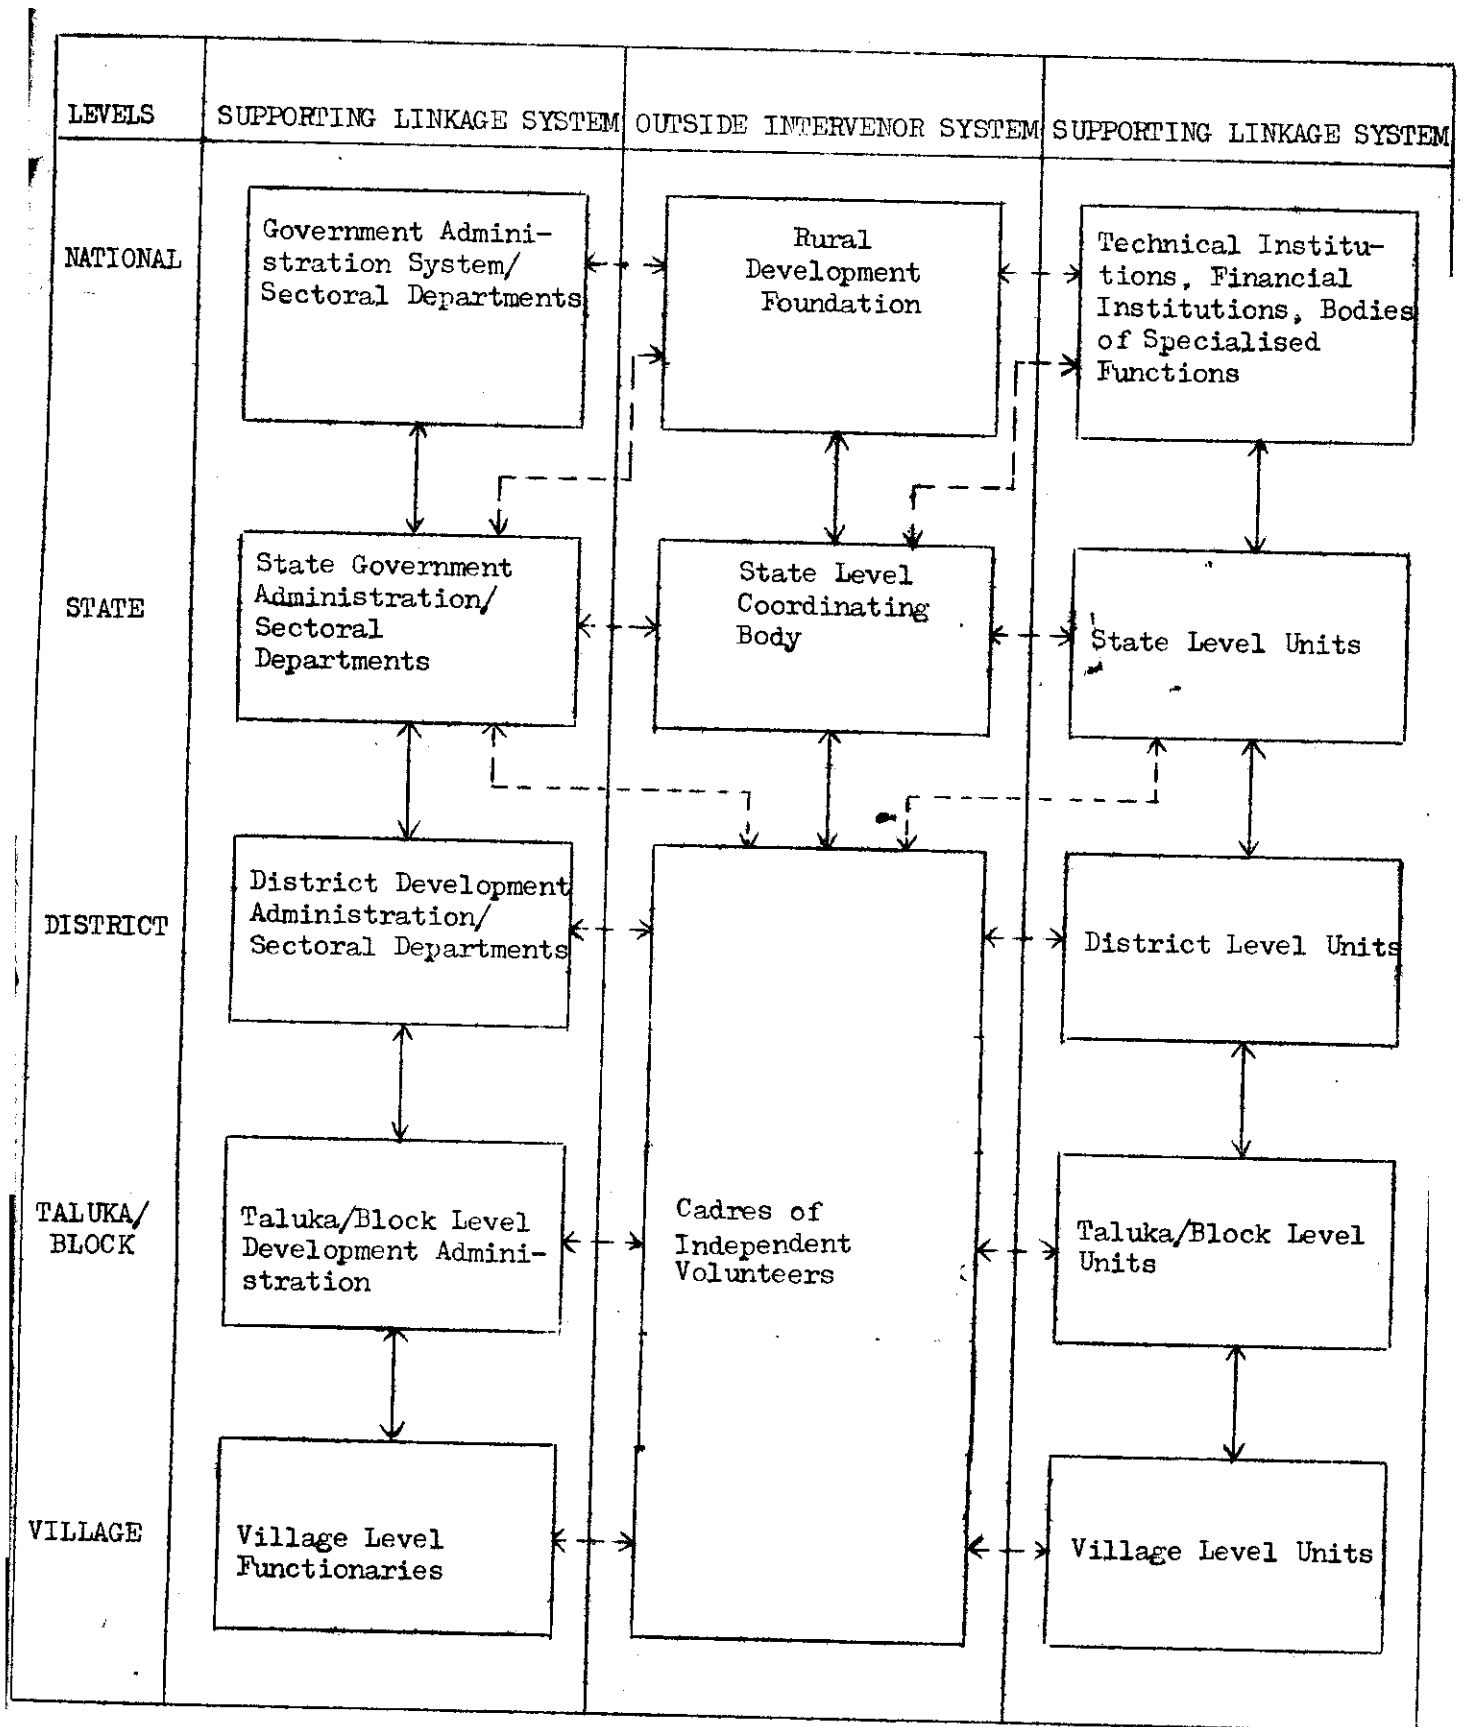 LEVELS
SUPPORTING LINKAGE SYSTEM
OUTSIDE INTERVENOR SYSTEM
SUPPORTING LINKAGE SYSTEM
NATIONAL
Government Admini-
stration System/
Sectoral Departments
Rural
Development
Foundation
Technical Institu-
tions, Financial
Institutions, Bodies
of Specialised
Functions
STATE
State Government
Administration/
Sectoral
Departments
State Level
Coordinating
Body
State Level Units
DISTRICT
District Development
Administration/
Sectoral Departments
District Level Units
TALUKA/
BLOCK
Taluka/Block Level
Development Admini-
stration
Cadres of
Independent
Volunteers
Taluka/Block Level
Units
VILLAGE
Village Level
Functionaries
Village Level Units